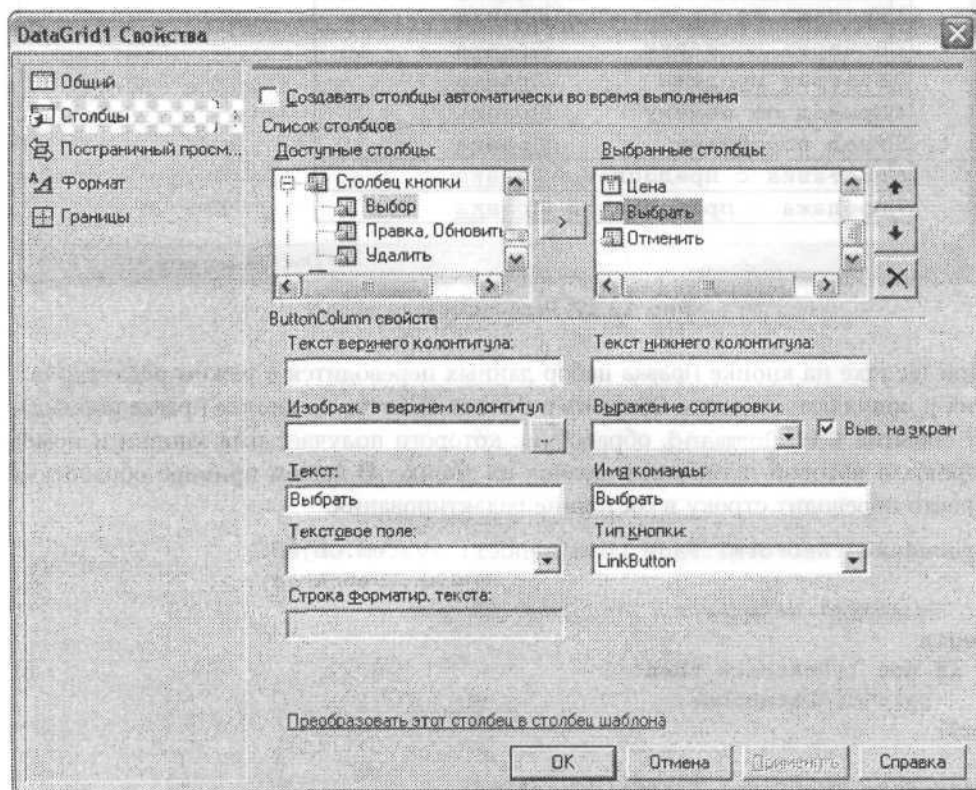 DataGrid1 Свойства
Общий
Столбцы
Постраничный просм...
Формат
Границы
Создавать столбцы автоматически во время выполнения
Список столбцов
Доступные столбцы:
Столбец кнопки
Выбор
Правка, Обновить
Удалить
>
Выбранные столбцы:
Цена
Выбрать
Отменить
ButtonColumn свойств
Текст верхнего колонтитула:
Текст нижнего колонтитула:
Изображ. в верхнем колонтитул
...
Выражение сортировки:
Выв. на экран
Текст:
Выбрать
Имя команды:
Выбрать
Текстовое поле:
Тип кнопки:
LinkButton
Строка форматир. текста:
Преобразовать этот столбец в столбец шаблона
OK
Отмена
Применить
Справка